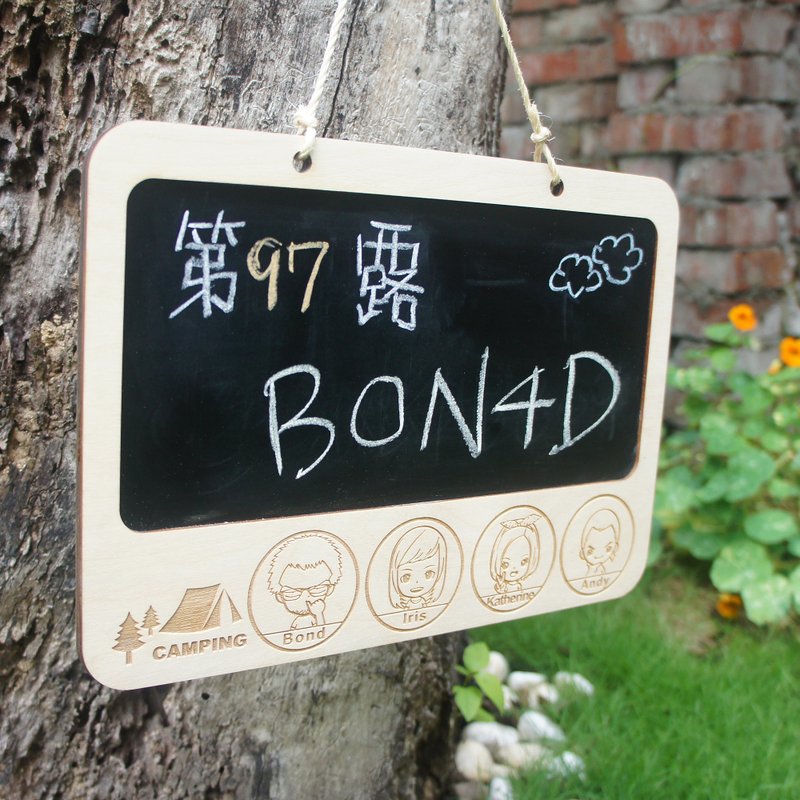 第97露
BON4D
CAMPING
Bond
Iris
Katherine
Andy